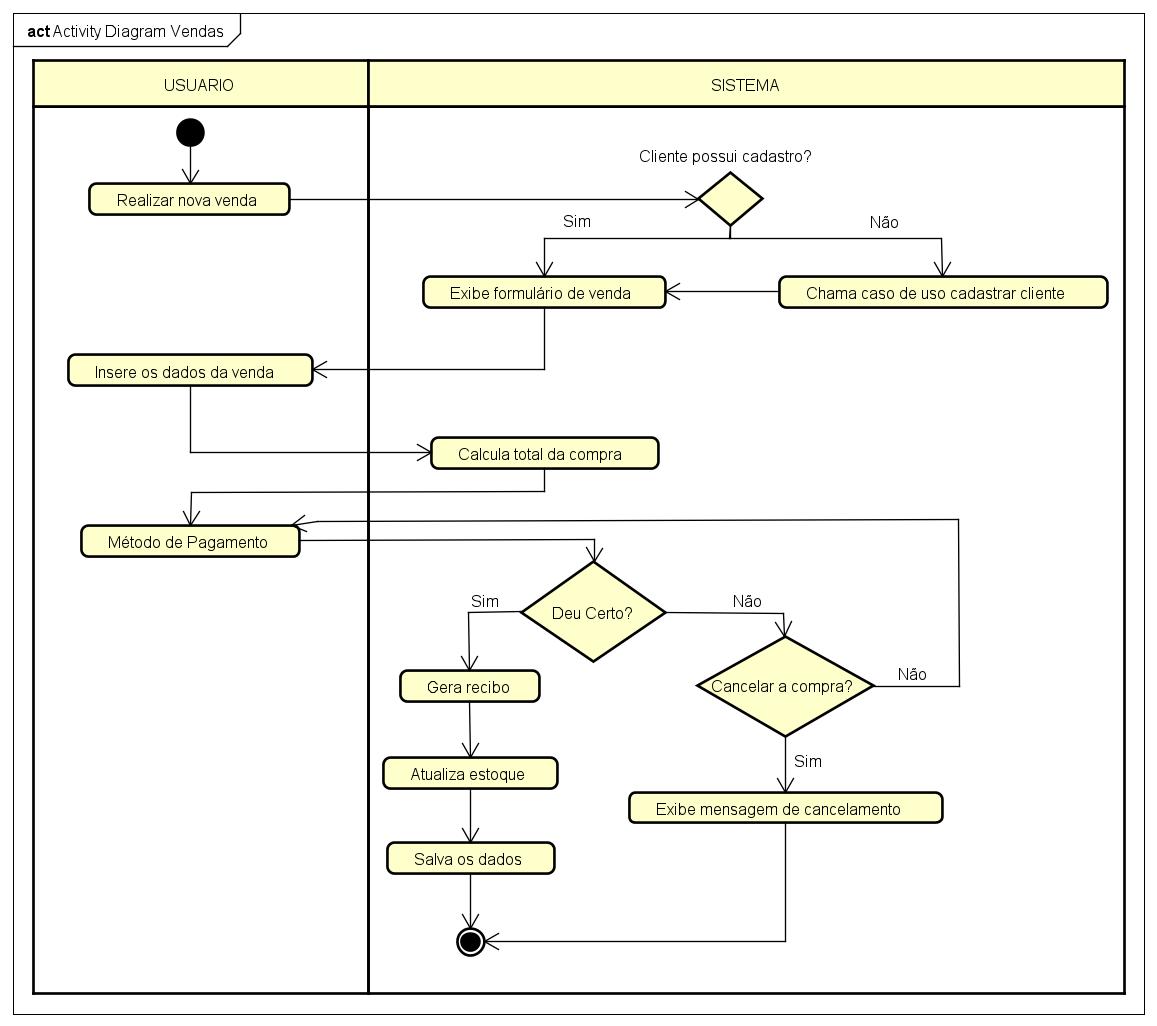 act Activity Diagram Vendas
USUARIO
SISTEMA
Cliente possui cadastro?
Realizar nova venda
Sim
Não
Exibe formulário de venda
Chama caso de uso cadastrar cliente
Insere os dados da venda
Calcula total da compra
Método de Pagamento
Sim
Deu Certo?
Não
Gera recibo
Cancelar a compra?
Não
Sim
Atualiza estoque
Exibe mensagem de cancelamento
Salva os dados